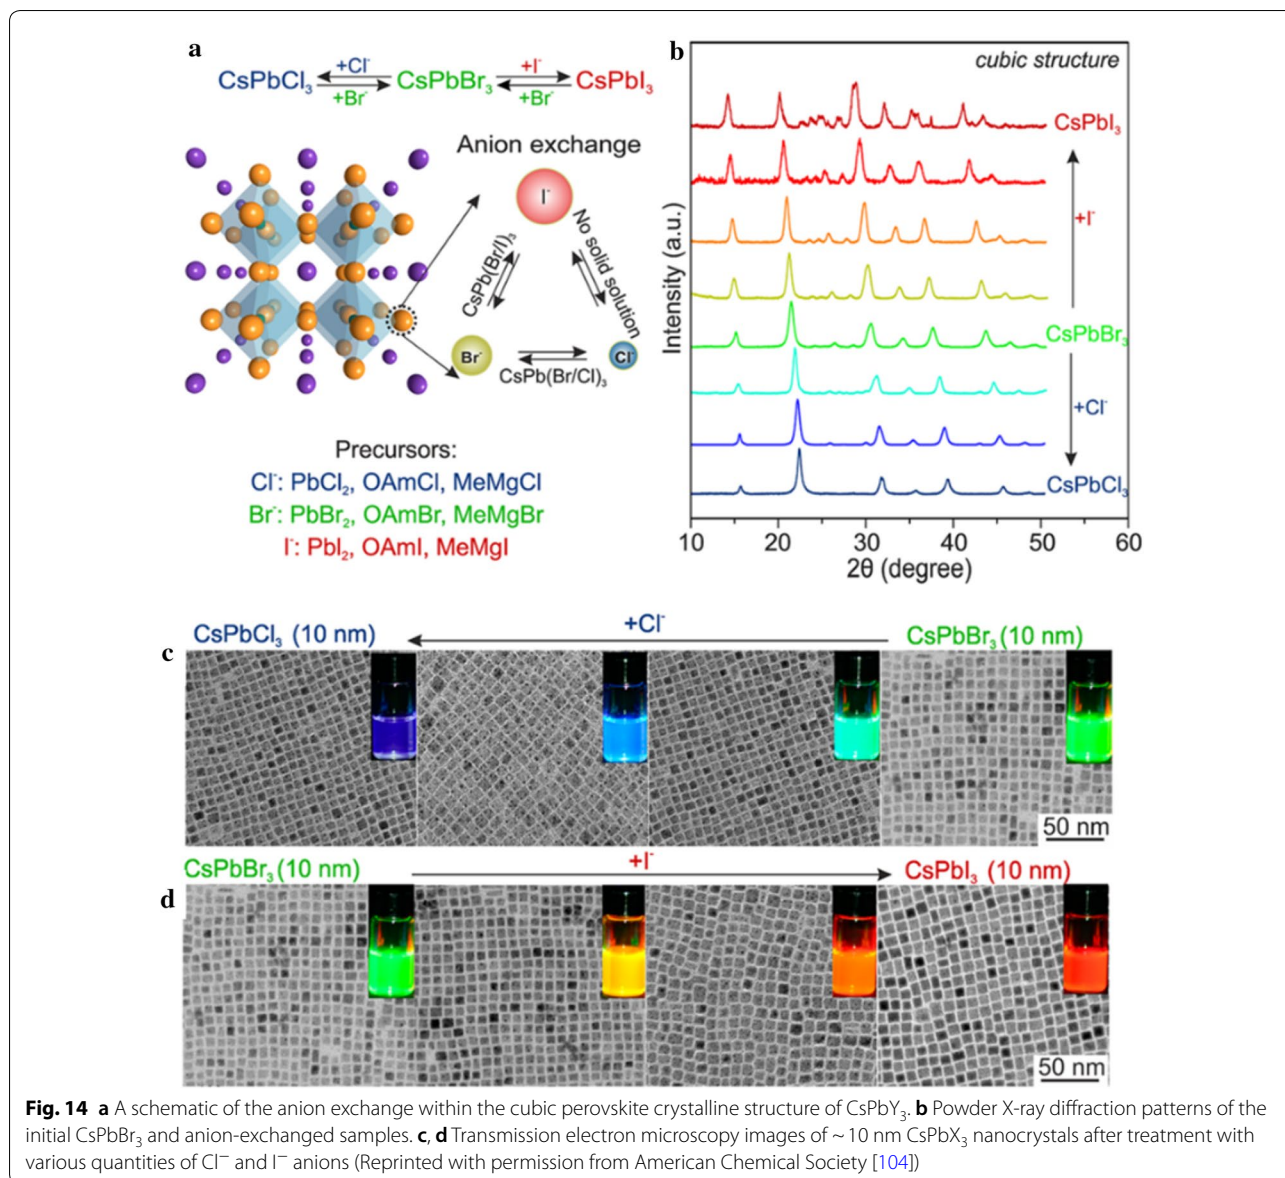 a
+Cl⁻
+I⁻
CsPbCl₃ CsPbBr₃ CsPbI₃
+Br⁻
+Br⁻
Anion exchange
I⁻
CsPb(Br/I)₃
No solid solution
Br⁻
Cl⁻
CsPb(Br/Cl)₃
Precursors:
Cl⁻: PbCl₂, OAmCl, MeMgCl
Br⁻: PbBr₂, OAmBr, MeMgBr
I⁻: PbI₂, OAmI, MeMgI
b
cubic structure
CsPbI₃
+I⁻
CsPbBr₃
+Cl⁻
CsPbCl₃
Intensity (a.u.)
10 20 30 40 50 60
2θ (degree)
c
CsPbCl₃ (10 nm) +Cl⁻ CsPbBr₃ (10 nm)
50 nm
d
CsPbBr₃ (10 nm) +I⁻ CsPbI₃ (10 nm)
50 nm
Fig. 14 a A schematic of the anion exchange within the cubic perovskite crystalline structure of CsPbY₃. b Powder X-ray diffraction patterns of the
initial CsPbBr₃ and anion-exchanged samples. c, d Transmission electron microscopy images of ~ 10 nm CsPbX₃ nanocrystals after treatment with
various quantities of Cl⁻ and I⁻ anions (Reprinted with permission from American Chemical Society [104])